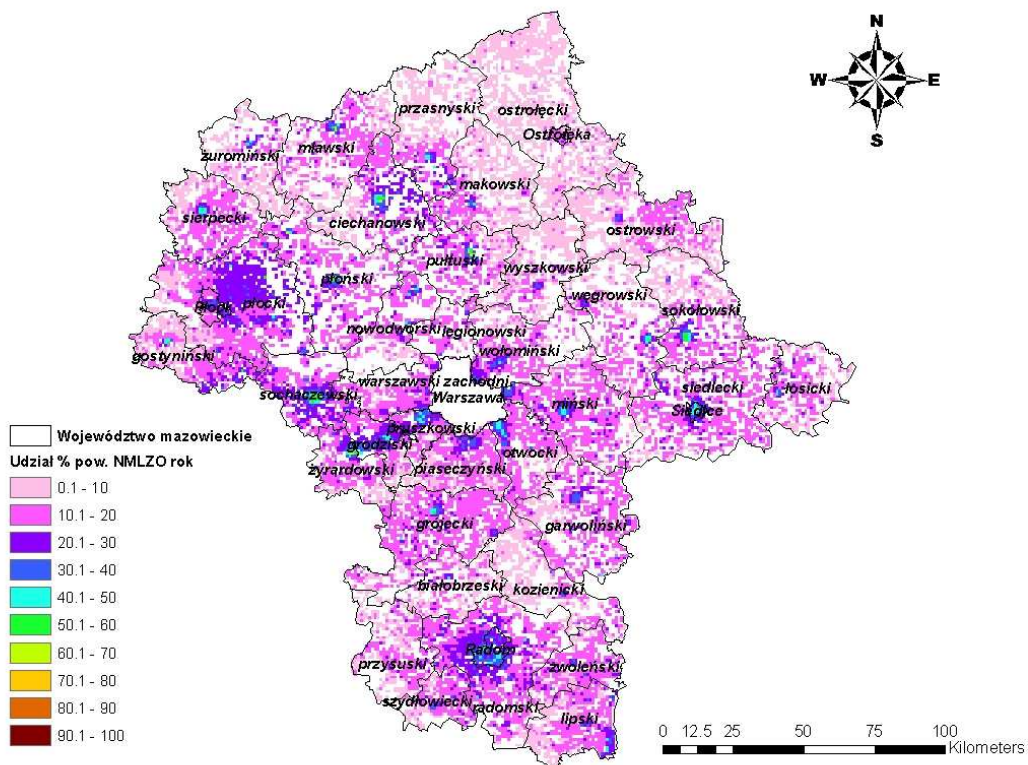 N
W E
S
przasnyski
ostrołęcki
Ostrołęka
żuromiński
mławski
makowski
sierpecki
ciechanowski
ostrowski
pułtuski
wyszkowski
płoński
Płock płocki
węgrowski
sokołowski
nowodworski
legionowski
gostyniński
wołomiński
warszawski zachodni
Warszawa
sochaczewski
siedlecki
łosicki
miński
Siedlce
pruszkowski
grodziski
otwocki
żyrardowski
piaseczyński
grójecki
garwoliński
białobrzeski
kozienicki
Radom
przysuski
zwoleński
szydłowiecki
radomski
lipski
Województwo mazowieckie
Udział % pow. NMLZO rok
0.1 - 10
10.1 - 20
20.1 - 30
30.1 - 40
40.1 - 50
50.1 - 60
60.1 - 70
70.1 - 80
80.1 - 90
90.1 - 100
0 12.5 25 50 75 100
Kilometers